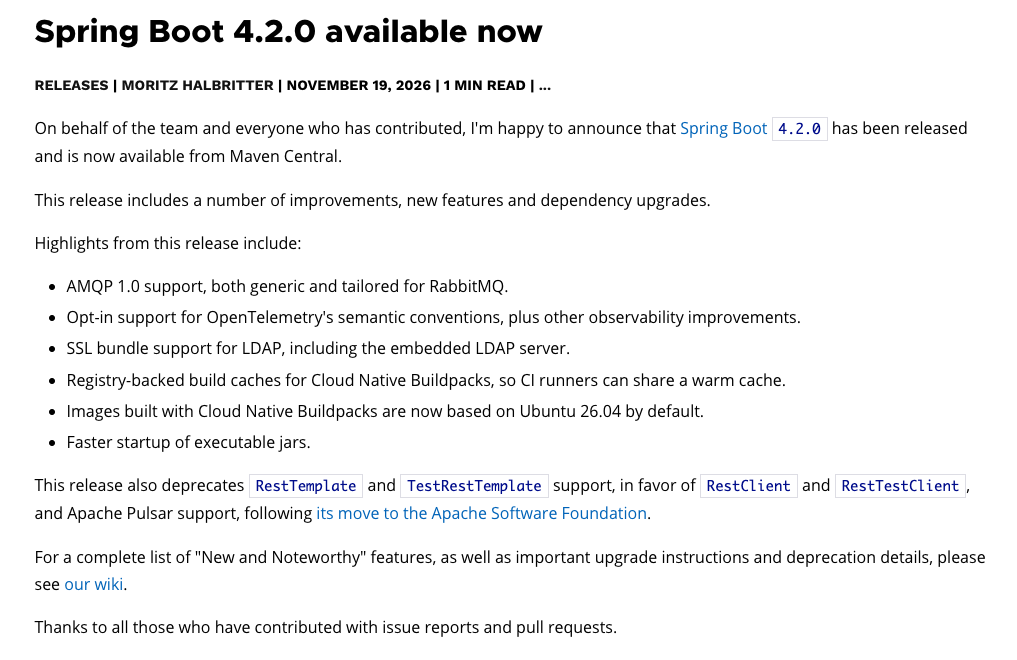 Spring Boot 4.2.0 available now
RELEASES | MORITZ HALBRITTER | NOVEMBER 19, 2026 | 1 MIN READ | ...
On behalf of the team and everyone who has contributed, I'm happy to announce that Spring Boot 4.2.0 has been released
and is now available from Maven Central.
This release includes a number of improvements, new features and dependency upgrades.
Highlights from this release include:
• AMQP 1.0 support, both generic and tailored for RabbitMQ.
• Opt-in support for OpenTelemetry's semantic conventions, plus other observability improvements.
• SSL bundle support for LDAP, including the embedded LDAP server.
• Registry-backed build caches for Cloud Native Buildpacks, so CI runners can share a warm cache.
• Images built with Cloud Native Buildpacks are now based on Ubuntu 26.04 by default.
• Faster startup of executable jars.
This release also deprecates RestTemplate and TestRestTemplate support, in favor of RestClient and RestTestClient,
and Apache Pulsar support, following its move to the Apache Software Foundation.
For a complete list of "New and Noteworthy" features, as well as important upgrade instructions and deprecation details, please
see our wiki.
Thanks to all those who have contributed with issue reports and pull requests.